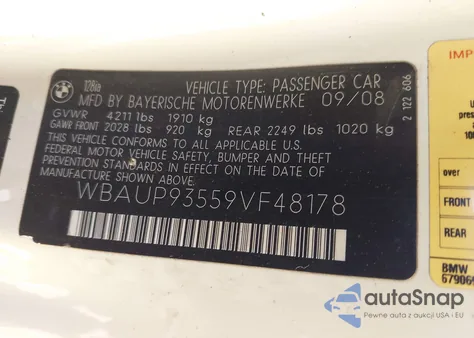 128ia
VEHICLE TYPE: PASSENGER CAR
MFD BY BAYERISCHE MOTORENWERKE 09/08
GVWR 4211 lbs 1910 kg
GAWR FRONT 2028 lbs 920 kg REAR 2249 lbs 1020 kg
THIS VEHICLE CONFORMS TO ALL APPLICABLE US
FEDERAL MOTOR VEHICLE SAFETY, BUMPER AND THEFT
PREVENTION STANDARDS IN EFFECT ON THE DATE
OF MANUFACTURE SHOWN ABOVE.
WBAUP93559VF48178
2 122 606
IMP
over
FRONT
REAR
BMW
autoSnap
Pewne auta z aukcji USA i EU